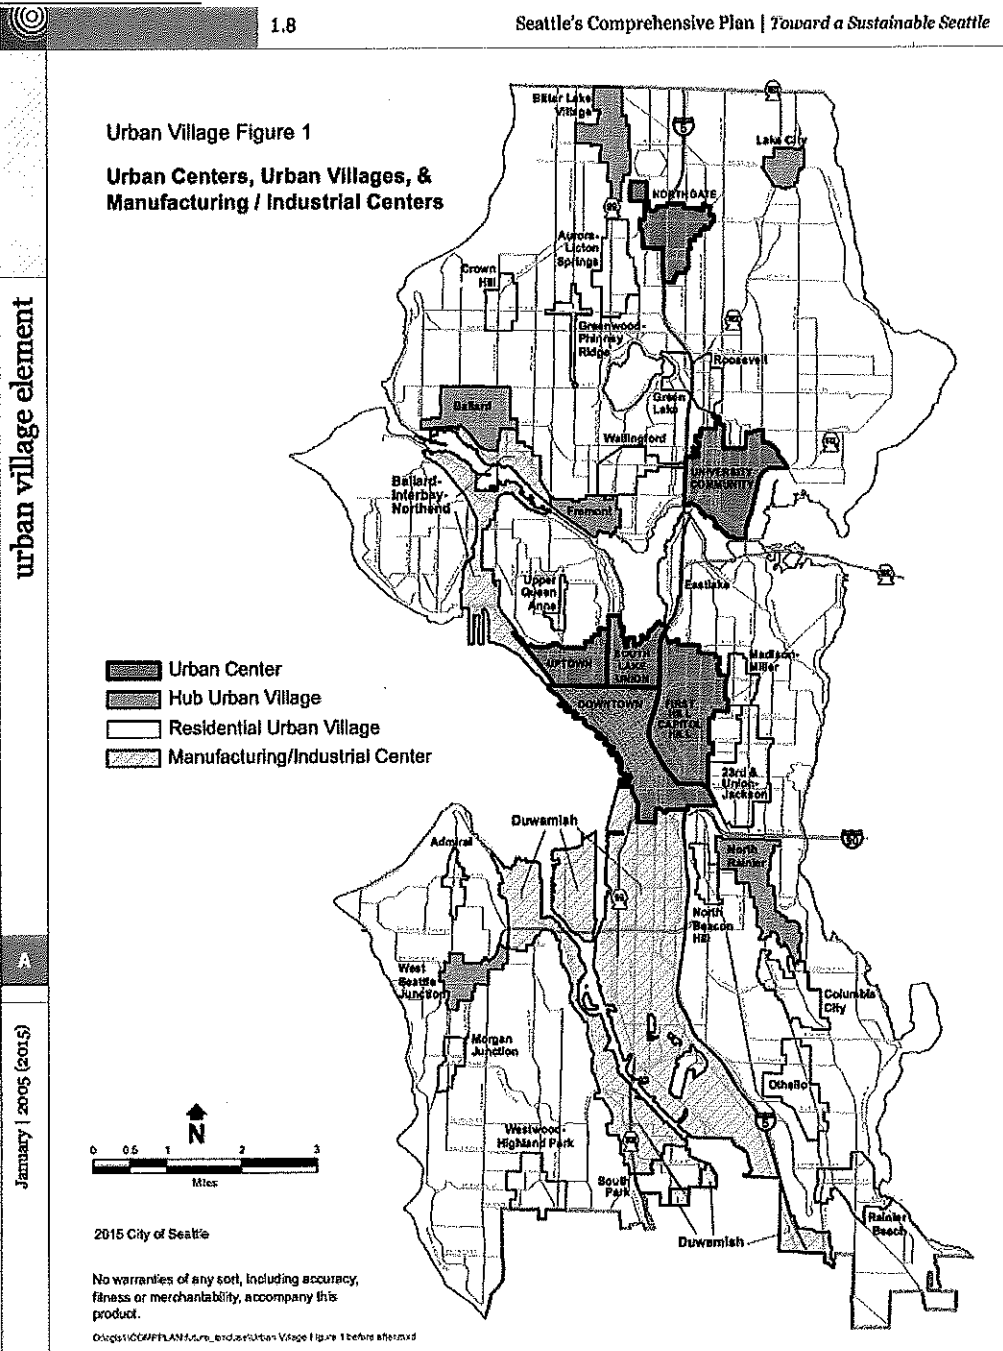 1.8
Seattle's Comprehensive Plan | Toward a Sustainable Seattle
urban village element
A
January | 2005 (2015)
Urban Village Figure 1
Urban Centers, Urban Villages, &
Manufacturing / Industrial Centers
Bitter Lake
Village
5
Lake City
NORTHGATE
99
Aurora-
Licton
Springs
Crown
Hill
Greenwood-
Phinney
Ridge
Roosevelt
Green
Lake
Ballard
Wallingford
UNIVERSITY
COMMUNITY
Ballard-
Interbay-
Northend
Fremont
Eastlake
Upper
Queen
Anne
Madison-
Miller
UPTOWN
SOUTH
LAKE
UNION
DOWNTOWN
FIRST
HILL
CAPITOL
HILL
23rd &
Union-
Jackson
Urban Center
Hub Urban Village
Residential Urban Village
Manufacturing/Industrial Center
Duwamish
Admiral
90
North
Rainier
99
North
Beacon
Hill
West
Seattle
Junction
Columbia
City
Morgan
Junction
Othello
5
Westwood-
Highland Park
South
Park
Duwamish
Rainier
Beach
N
0 0.5 1 2 3
Miles
2015 City of Seattle
No warranties of any sort, including accuracy,
fitness or merchantability, accompany this
product.